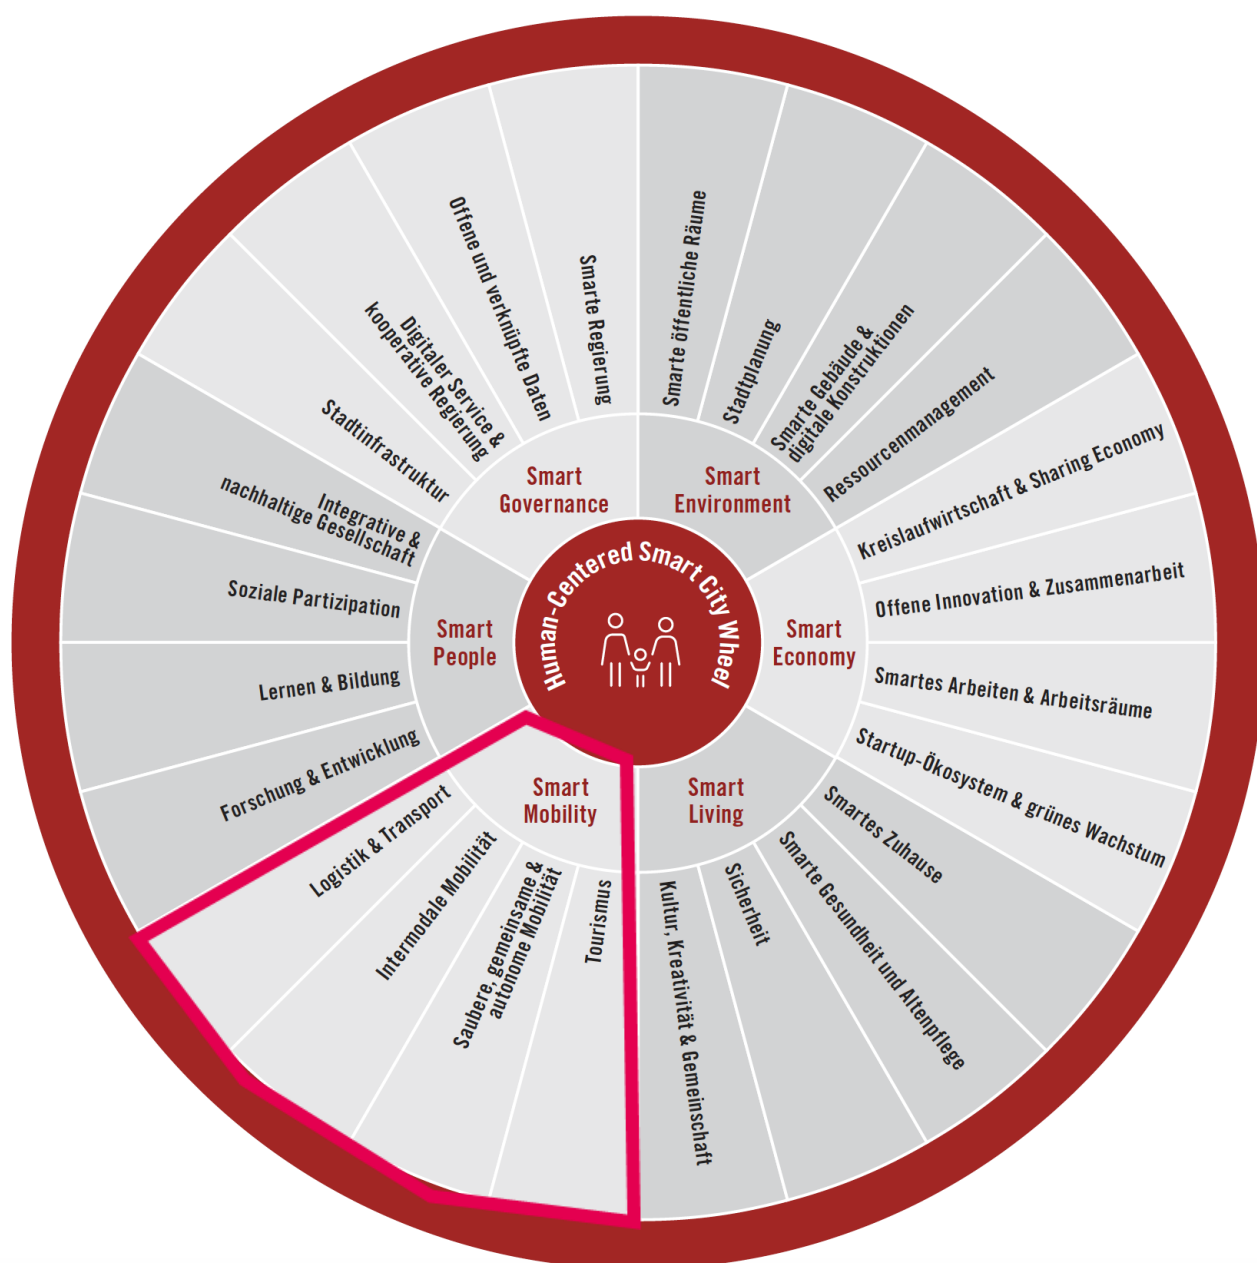 Human-Centered Smart City Wheel
Smart
Environment
Smarte öffentliche Räume
Stadtplanung
Smarte Gebäude &
digitale Konstruktionen
Ressourcenmanagement
Smart
Economy
Kreislaufwirtschaft & Sharing Economy
Offene Innovation & Zusammenarbeit
Smartes Arbeiten & Arbeitsräume
Startup-Ökosystem & grünes Wachstum
Smart
Living
Smartes Zuhause
Smarte Gesundheit und Altenpflege
Sicherheit
Kultur, Kreativität & Gemeinschaft
Smart
Mobility
Tourismus
Saubere, gemeinsame &
autonome Mobilität
Intermodale Mobilität
Logistik & Transport
Smart
People
Forschung & Entwicklung
Lernen & Bildung
Soziale Partizipation
Integrative &
nachhaltige Gesellschaft
Smart
Governance
Stadtinfrastruktur
Digitaler Service &
kooperative Regierung
Offene und verknüpfte Daten
Smarte Regierung